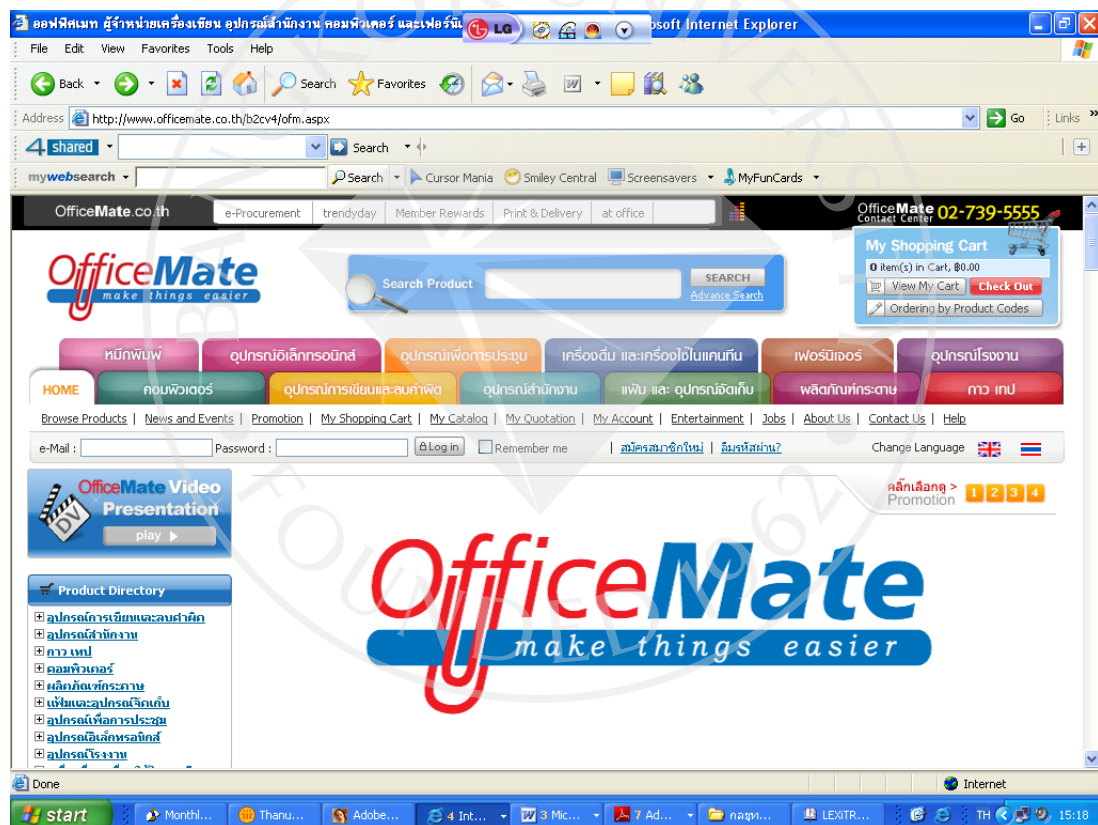 ออฟฟิศเมท ผู้จำหน่ายเครื่องเขียน อุปกรณ์สำนักงาน คอมพิวเตอร์ และเฟอร์นิเ LG osoft Internet Explorer
File Edit View Favorites Tools Help
Back Search Favorites
Address http://www.officemate.co.th/b2cv4/ofm.aspx Go Links »
4 shared Search
mywebsearch Search Cursor Mania Smiley Central Screensavers MyFunCards
OfficeMate.co.th e-Procurement trendyday Member Rewards Print & Delivery at office OfficeMate Contact Center 02-739-5555
My Shopping Cart
0 item(s) in Cart, ฿0.00
View My Cart Check Out
Ordering by Product Codes
OfficeMate
make things easier
Search Product SEARCH
Advance Search
หมึกพิมพ์ อุปกรณ์อิเล็กทรอนิกส์ อุปกรณ์เพื่อการประชุม เครื่องดื่ม และเครื่องใช้ในแคนทีน เฟอร์นิเจอร์ อุปกรณ์โรงงาน
HOME คอมพิวเตอร์ อุปกรณ์การเขียนและลบคำผิด อุปกรณ์สำนักงาน แฟ้ม และ อุปกรณ์จัดเก็บ ผลิตภัณฑ์กระดาษ กาว เทป
Browse Products | News and Events | Promotion | My Shopping Cart | My Catalog | My Quotation | My Account | Entertainment | Jobs | About Us | Contact Us | Help
e-Mail : Password : Log in Remember me | สมัครสมาชิกใหม่ | ลืมรหัสผ่าน? Change Language
OfficeMate Video
Presentation
play
คลิ๊กเลือกดู >
Promotion 1 2 3 4
OfficeMate
make things easier
Product Directory
อุปกรณ์การเขียนและลบคำผิด
อุปกรณ์สำนักงาน
กาว เทป
คอมพิวเตอร์
ผลิตภัณฑ์กระดาษ
แฟ้มและอุปกรณ์จัดเก็บ
อุปกรณ์เพื่อการประชุม
อุปกรณ์อิเล็กทรอนิกส์
อุปกรณ์โรงงาน
BANGKOK UNIVERSITY
FOUNDED 1962
Done Internet
start Monthl... Thanu... Adobe... 4 Int... 3 Mic... 7 Ad... กลยุท... LEXiTR... TH 15:18